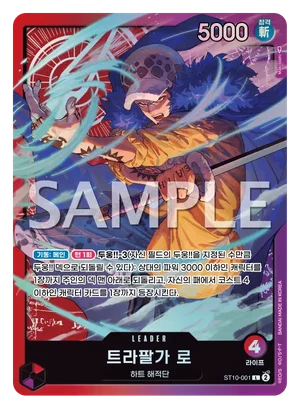 5000
참격
斬
SAMPLE
기동: 메인 턴 1회 두웅!!-3(자신 필드의 두웅!!을 지정된 수만큼
두웅!! 덱으로 되돌릴 수 있다): 상대의 파워 3000 이하인 캐릭터를
1장까지 주인의 덱 맨 아래로 되돌리고, 자신의 패에서 코스트 4
이하인 캐릭터 카드를 1장까지 등장시킨다.
LEADER
트라팔가 로
하트 해적단
4
라이프
ST10-001 L 2